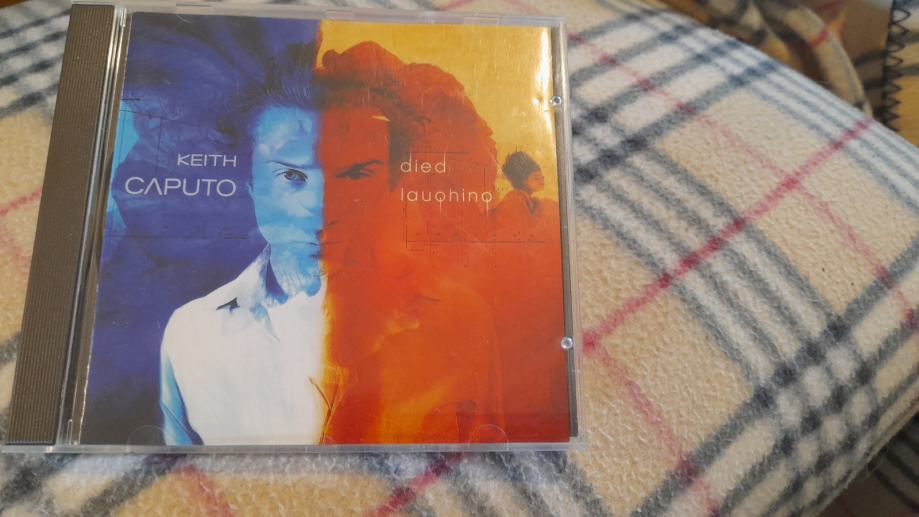 KEITH
CAPUTO
died
laughing